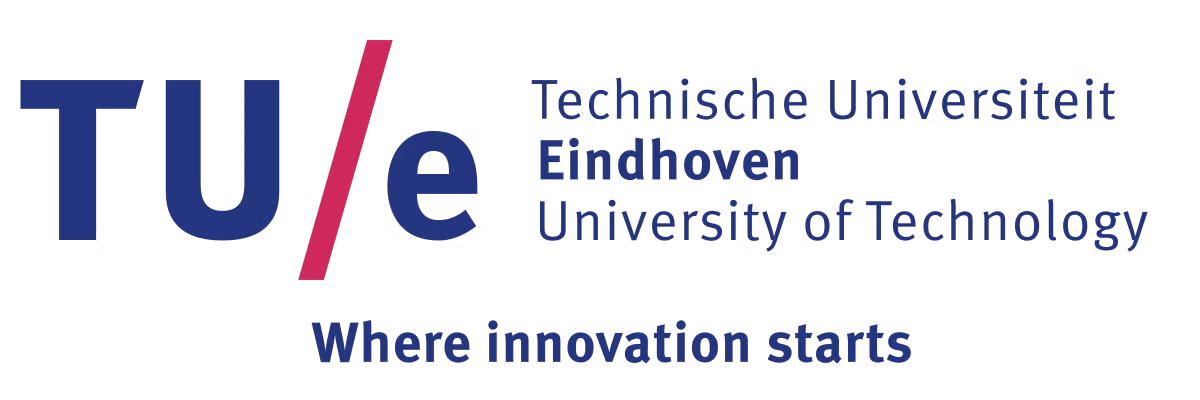 TU/e
Technische Universiteit
Eindhoven
University of Technology
Where innovation starts